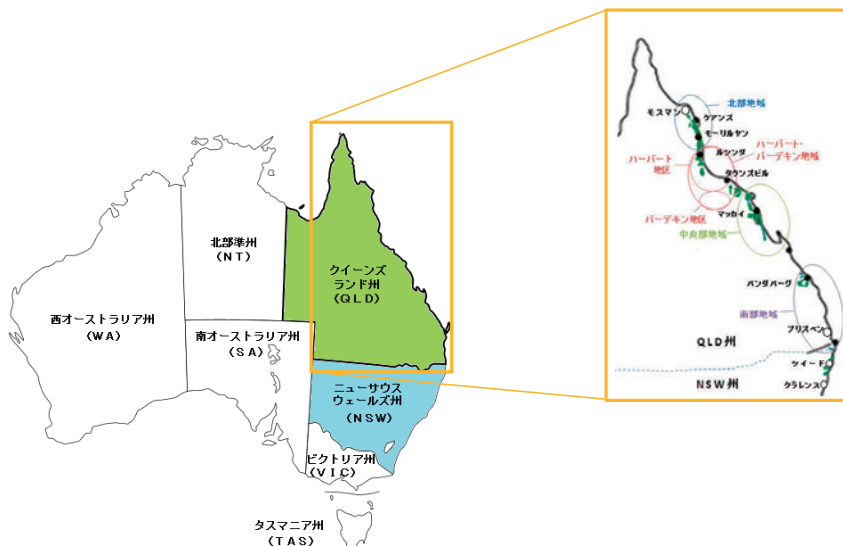 北部準州
（ＮＴ）
クイーンズ
ランド州
（ＱＬＤ）
西オーストラリア州
（ＷＡ）
南オーストラリア州
（ＳＡ）
ニューサウス
ウェールズ州
（ＮＳＷ）
ビクトリア州
（ＶＩＣ）
タスマニア州
（ＴＡＳ）
北部地域
モスマン
ケアンズ
モーリルヤン
ルシンダ
ハーバート・
バーデキン地域
ハーバート
地区
タウンズビル
バーデキン地区
マッカイ
中央部地域
バンダバーグ
南部地域
ブリスベン
QLD州
ツイード
NSW州
クラレンス